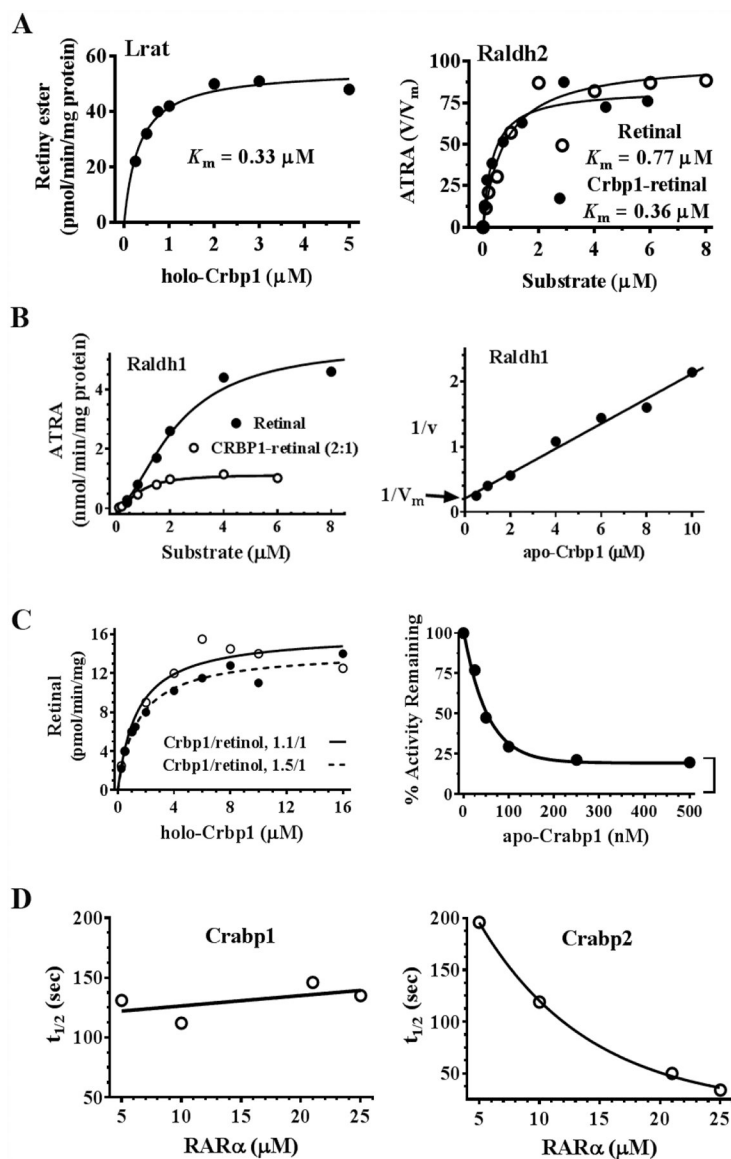 A
Lrat
Retiny ester
(pmol/min/mg protein)
60
40
20
0
Km = 0.33 µM
0 1 2 3 4 5
holo-Crbp1 (µM)
Raldh2
ATRA (V/Vm)
100
75
50
25
0
Retinal
Km = 0.77 µM
Crbp1-retinal
Km = 0.36 µM
0 2 4 6 8
Substrate (µM)
B
Raldh1
ATRA
(nmol/min/mg protein)
4
2
0
Retinal
CRBP1-retinal (2:1)
0 2 4 6 8
Substrate (µM)
Raldh1
1/v
2
1
0
1/Vm
0 2 4 6 8 10
apo-Crbp1 (µM)
C
Retinal
(pmol/min/mg)
16
12
8
4
0
Crbp1/retinol, 1.1/1
Crbp1/retinol, 1.5/1
0 4 8 12 16
holo-Crbp1 (µM)
% Activity Remaining
100
75
50
25
0
0 100 200 300 400 500
apo-Crabp1 (nM)
D
Crabp1
t1/2 (sec)
200
150
100
50
5 10 15 20 25
RARα (µM)
Crabp2
t1/2 (sec)
200
150
100
50
5 10 15 20 25
RARα (µM)